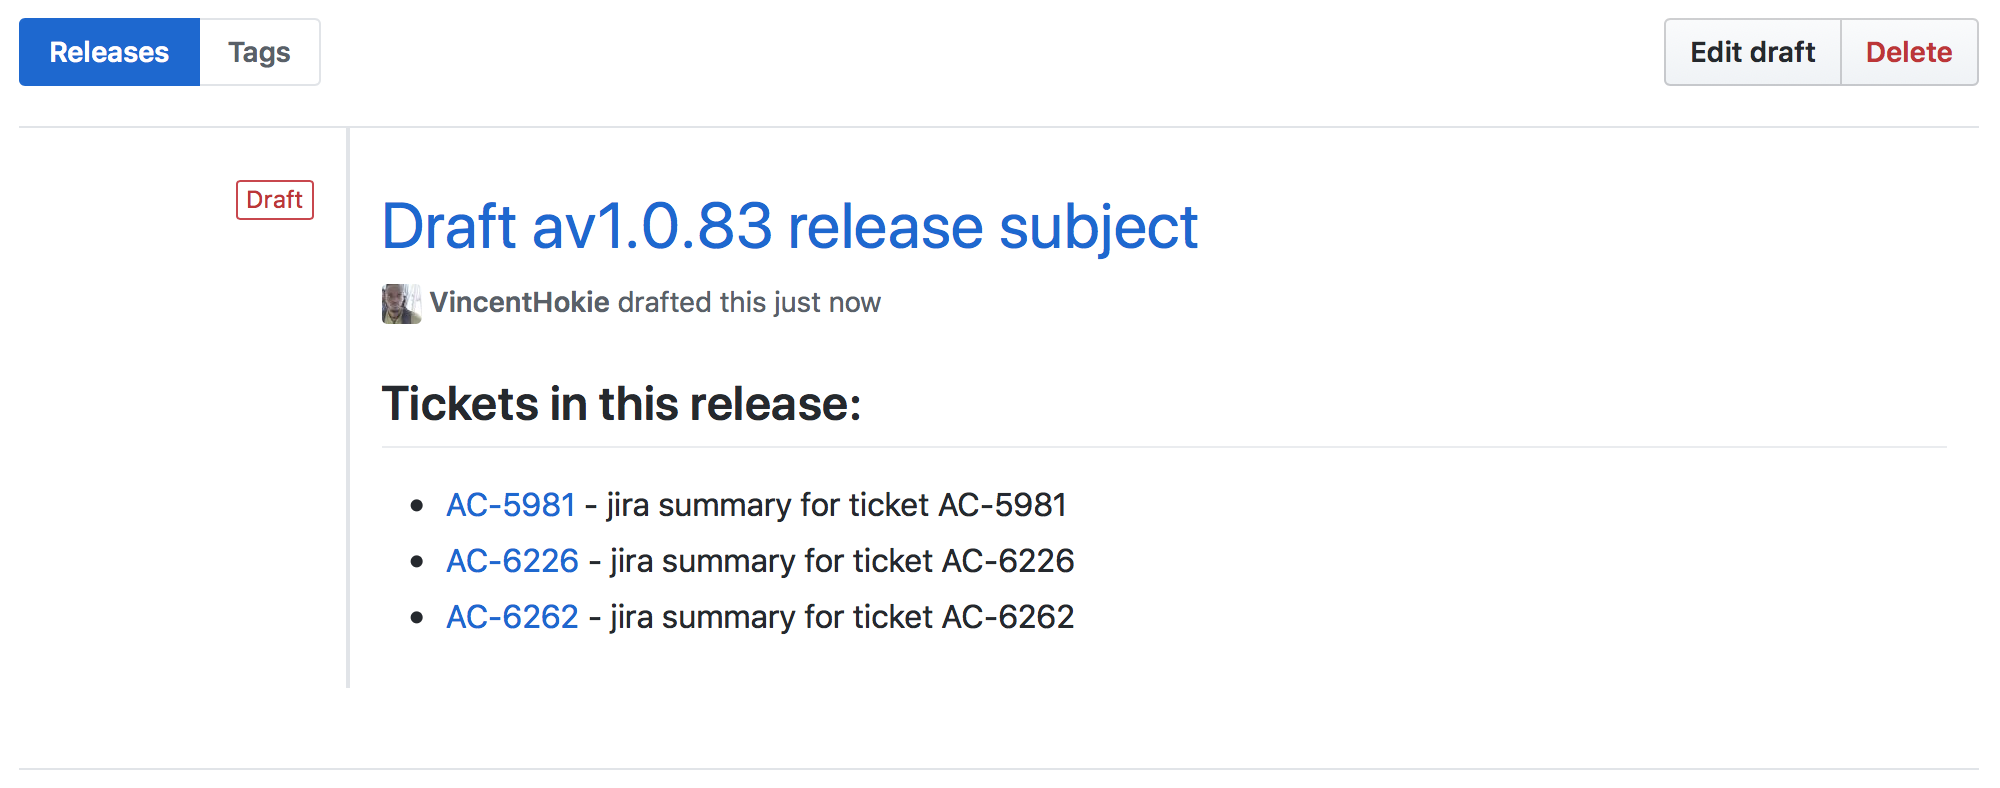 Releases Tags Edit draft Delete
Draft
Draft av1.0.83 release subject
VincentHokie drafted this just now
Tickets in this release:
AC-5981 - jira summary for ticket AC-5981
AC-6226 - jira summary for ticket AC-6226
AC-6262 - jira summary for ticket AC-6262